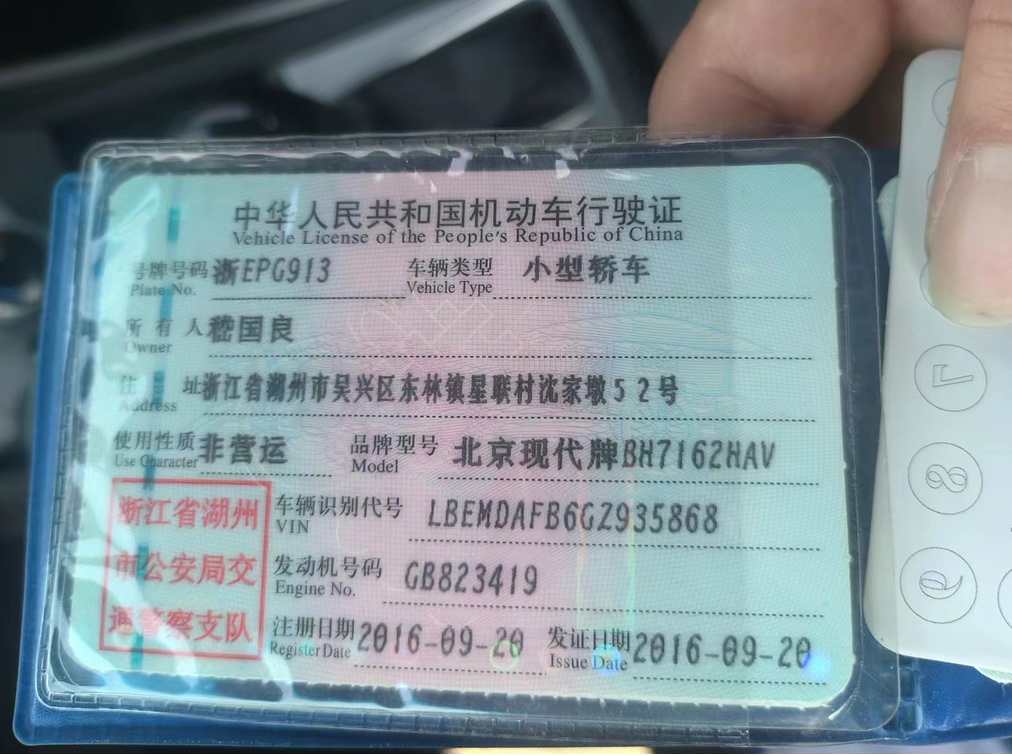 中华人民共和国机动车行驶证
Vehicle License of the People's Republic of China
号牌号码 浙EPG913 车辆类型 小型轿车
Plate No. Vehicle Type
所有人 嵇国良
Owner
住址 浙江省湖州市吴兴区东林镇星联村沈家墩52号
Address
使用性质 非营运 品牌型号 北京现代牌BH7162HAV
Use Character Model
浙江省湖州
市公安局交
通警察支队
车辆识别代号 LBEMDAFB6GZ935868
VIN
发动机号码 GB823419
Engine No.
注册日期 2016-09-20 发证日期 2016-09-20
Register Date Issue Date